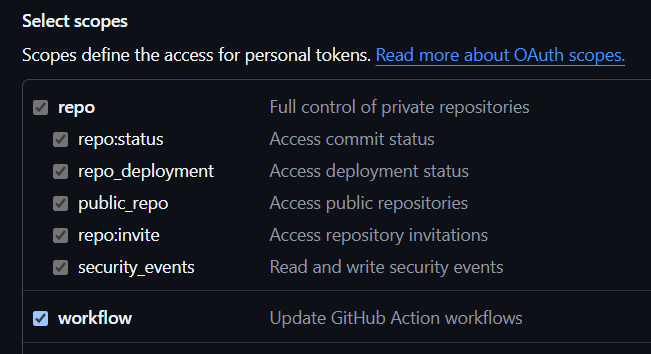 Select scopes
Scopes define the access for personal tokens. Read more about OAuth scopes.
repo Full control of private repositories
repo:status Access commit status
repo_deployment Access deployment status
public_repo Access public repositories
repo:invite Access repository invitations
security_events Read and write security events
workflow Update GitHub Action workflows